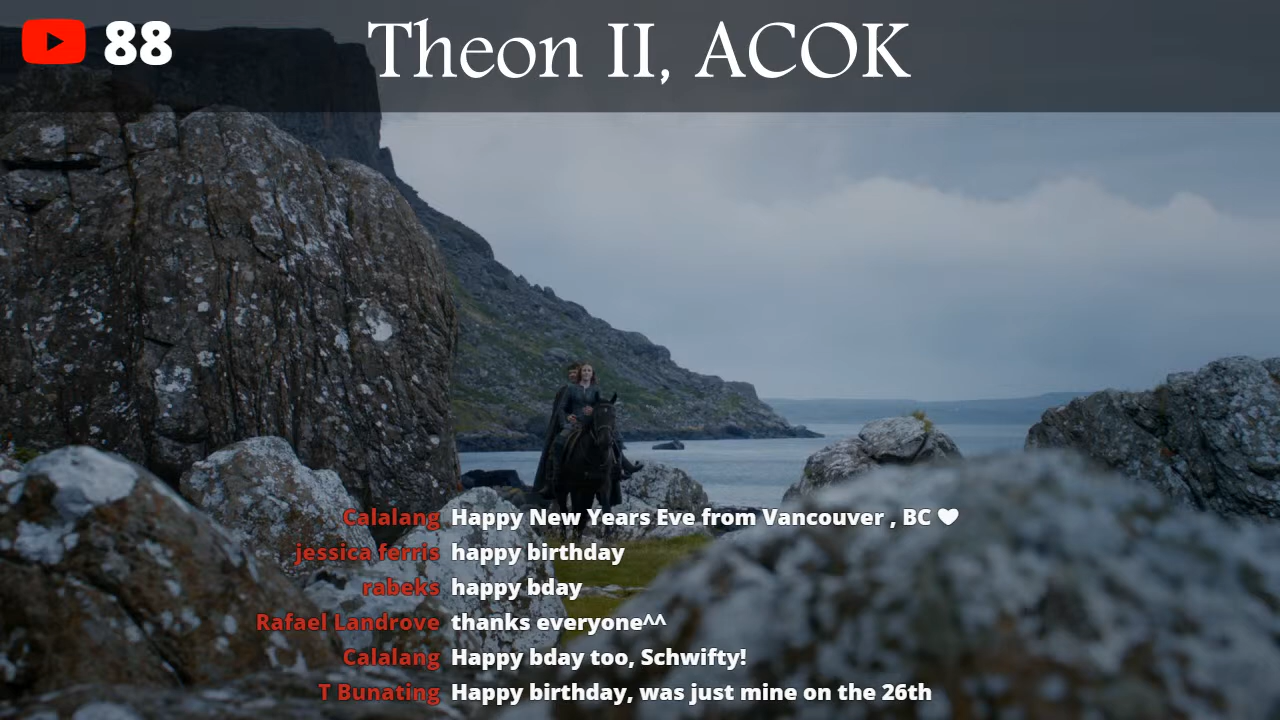 88
Theon II, ACOK
Calalang Happy New Years Eve from Vancouver , BC 🤍
jessica ferris happy birthday
rabeks happy bday
Rafael Landrove thanks everyone^^
Calalang Happy bday too, Schwifty!
T Bunating Happy birthday, was just mine on the 26th